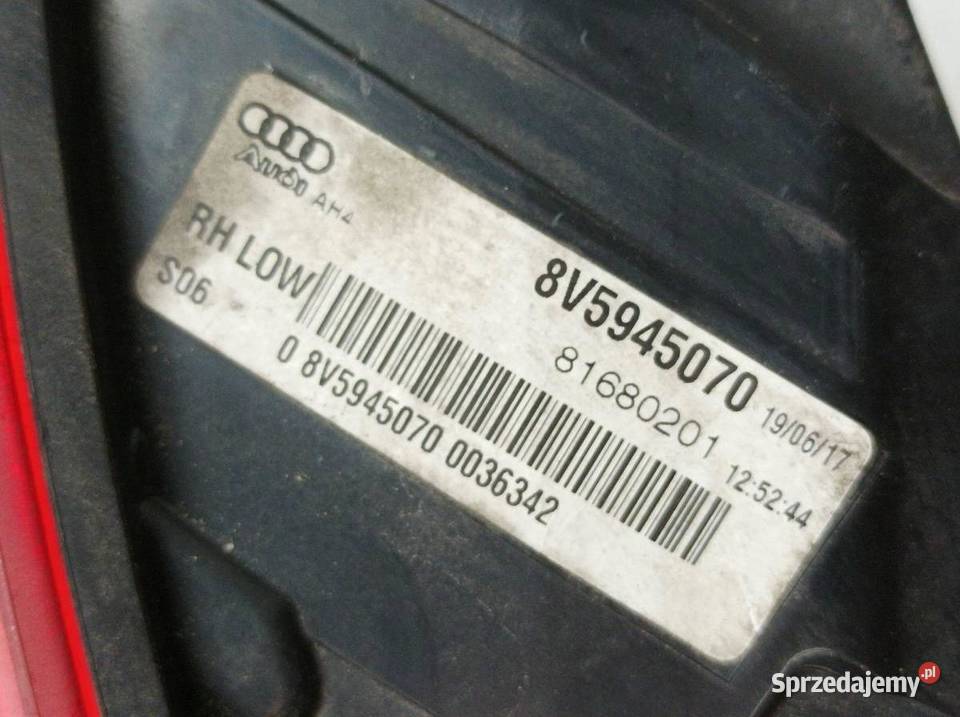 Audi AH4
8V5945070 19/06/17
RH LOW 81680201 12:52:44
S06
0 8V5945070 0036342
Sprzedajemy.pl